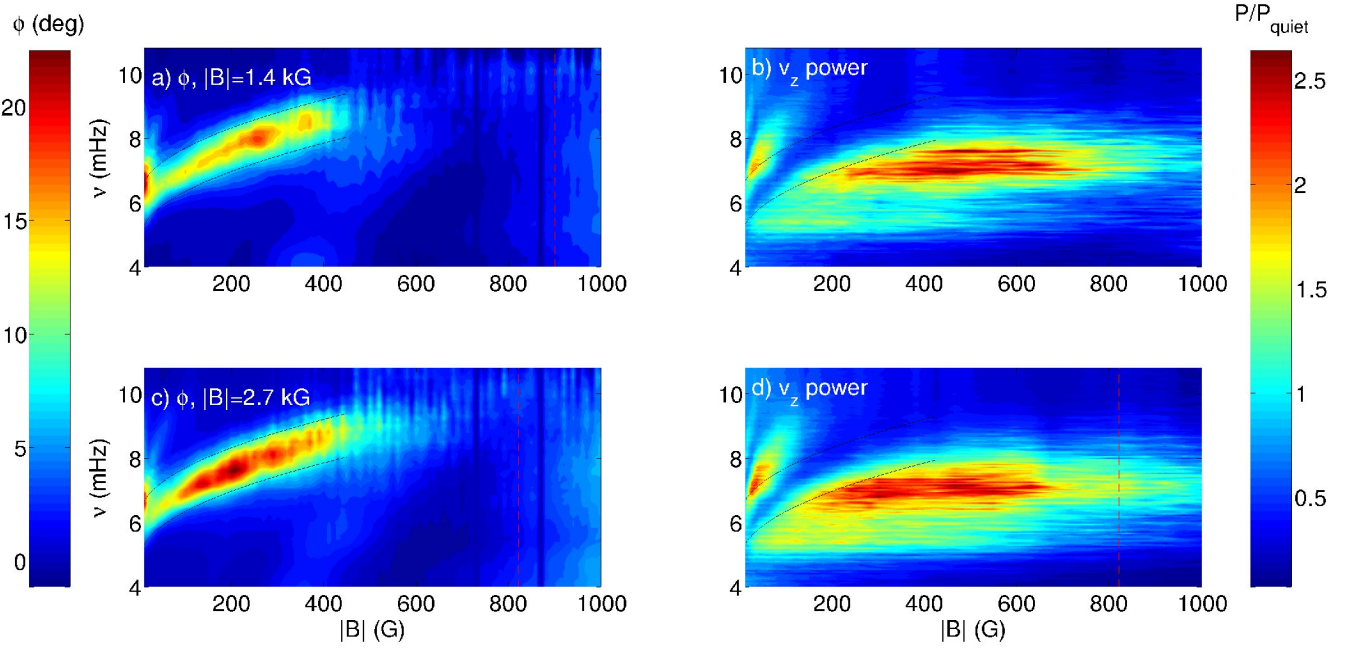 ϕ (deg)
P/P_quiet
20
15
10
5
0
a) ϕ, |B|=1.4 kG
ν (mHz)
10
8
6
4
200 400 600 800 1000
b) v_z power
10
8
6
4
200 400 600 800 1000
2.5
2
1.5
1
0.5
c) ϕ, |B|=2.7 kG
ν (mHz)
10
8
6
4
200 400 600 800 1000
|B| (G)
d) v_z power
10
8
6
4
200 400 600 800 1000
|B| (G)